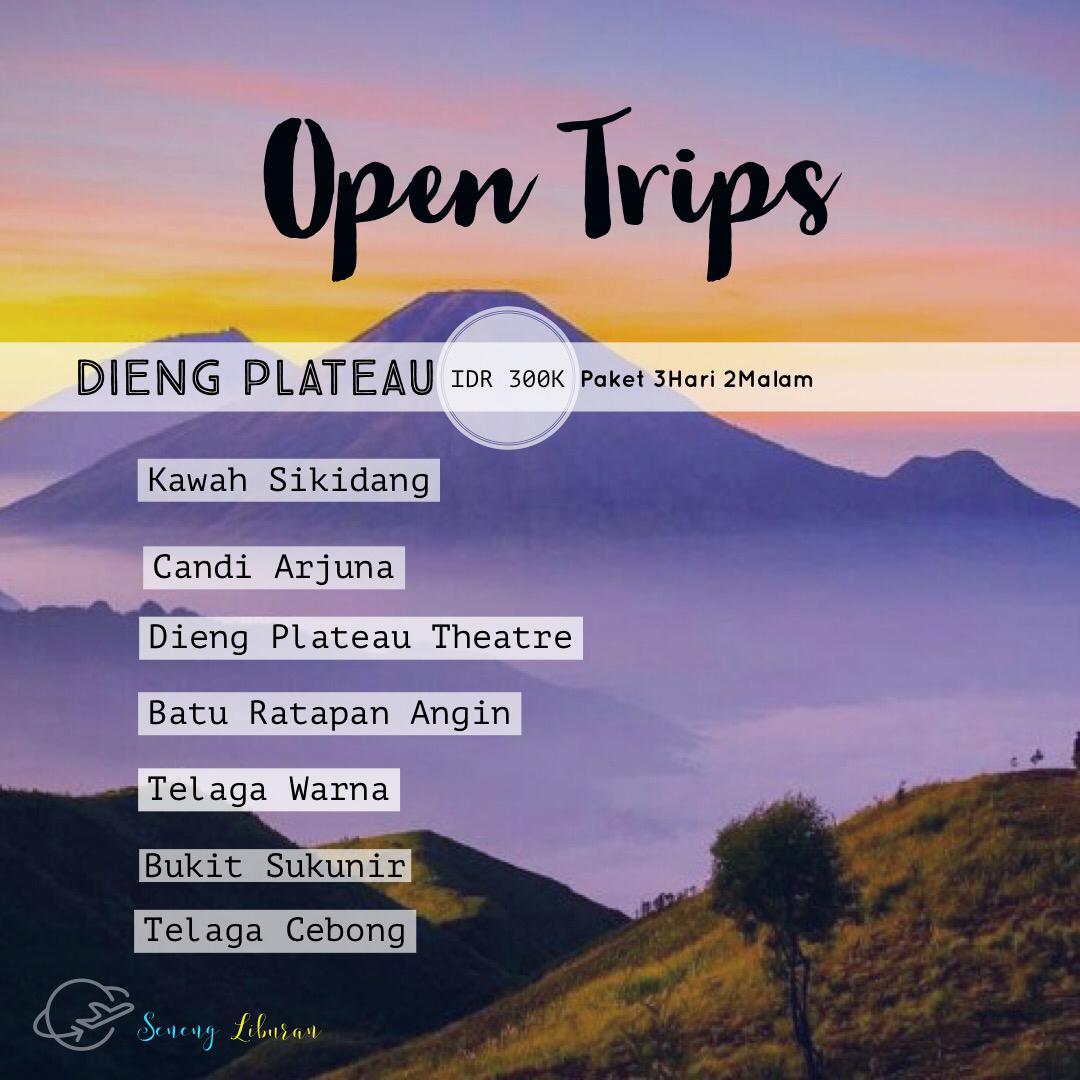 Open Trips
DIENG PLATEAU IDR 300K Paket 3Hari 2Malam
Kawah Sikidang
Candi Arjuna
Dieng Plateau Theatre
Batu Ratapan Angin
Telaga Warna
Bukit Sukunir
Telaga Cebong
Seneng Liburan